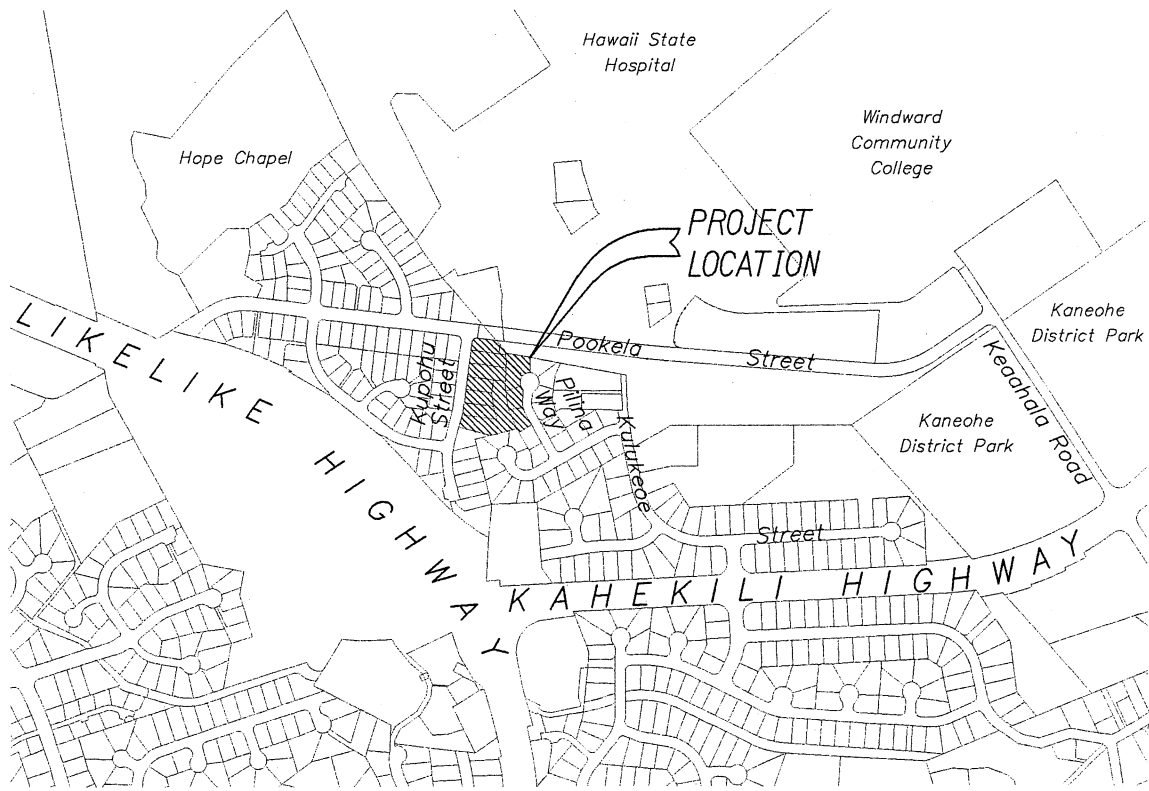 Hawaii State
Hospital
Windward
Community
College
Hope Chapel
PROJECT
LOCATION
Kaneohe
District Park
LIKELIKE HIGHWAY
Pookela Street
Kupohu
Street
Pilina
Way
Keaahala Road
Kaneohe
District Park
Kulukeoe Street
KAHEKILI HIGHWAY